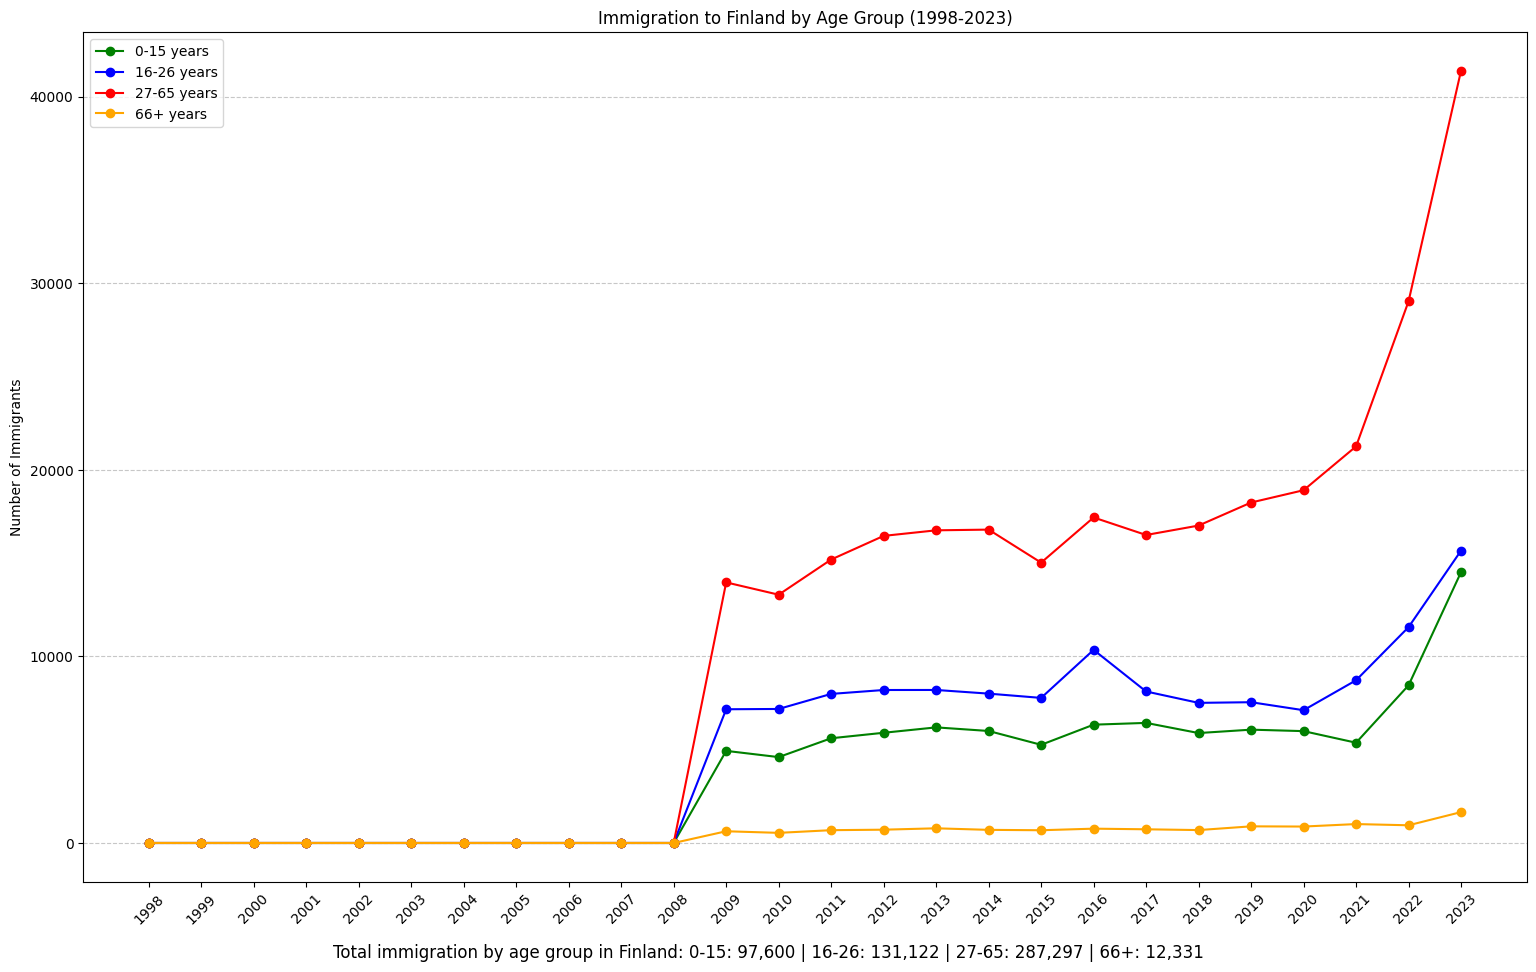 Immigration to Finland by Age Group (1998-2023)
0-15 years
16-26 years
27-65 years
66+ years
Number of Immigrants
40000
30000
20000
10000
0
1998 1999 2000 2001 2002 2003 2004 2005 2006 2007 2008 2009 2010 2011 2012 2013 2014 2015 2016 2017 2018 2019 2020 2021 2022 2023
Total immigration by age group in Finland: 0-15: 97,600 | 16-26: 131,122 | 27-65: 287,297 | 66+: 12,331